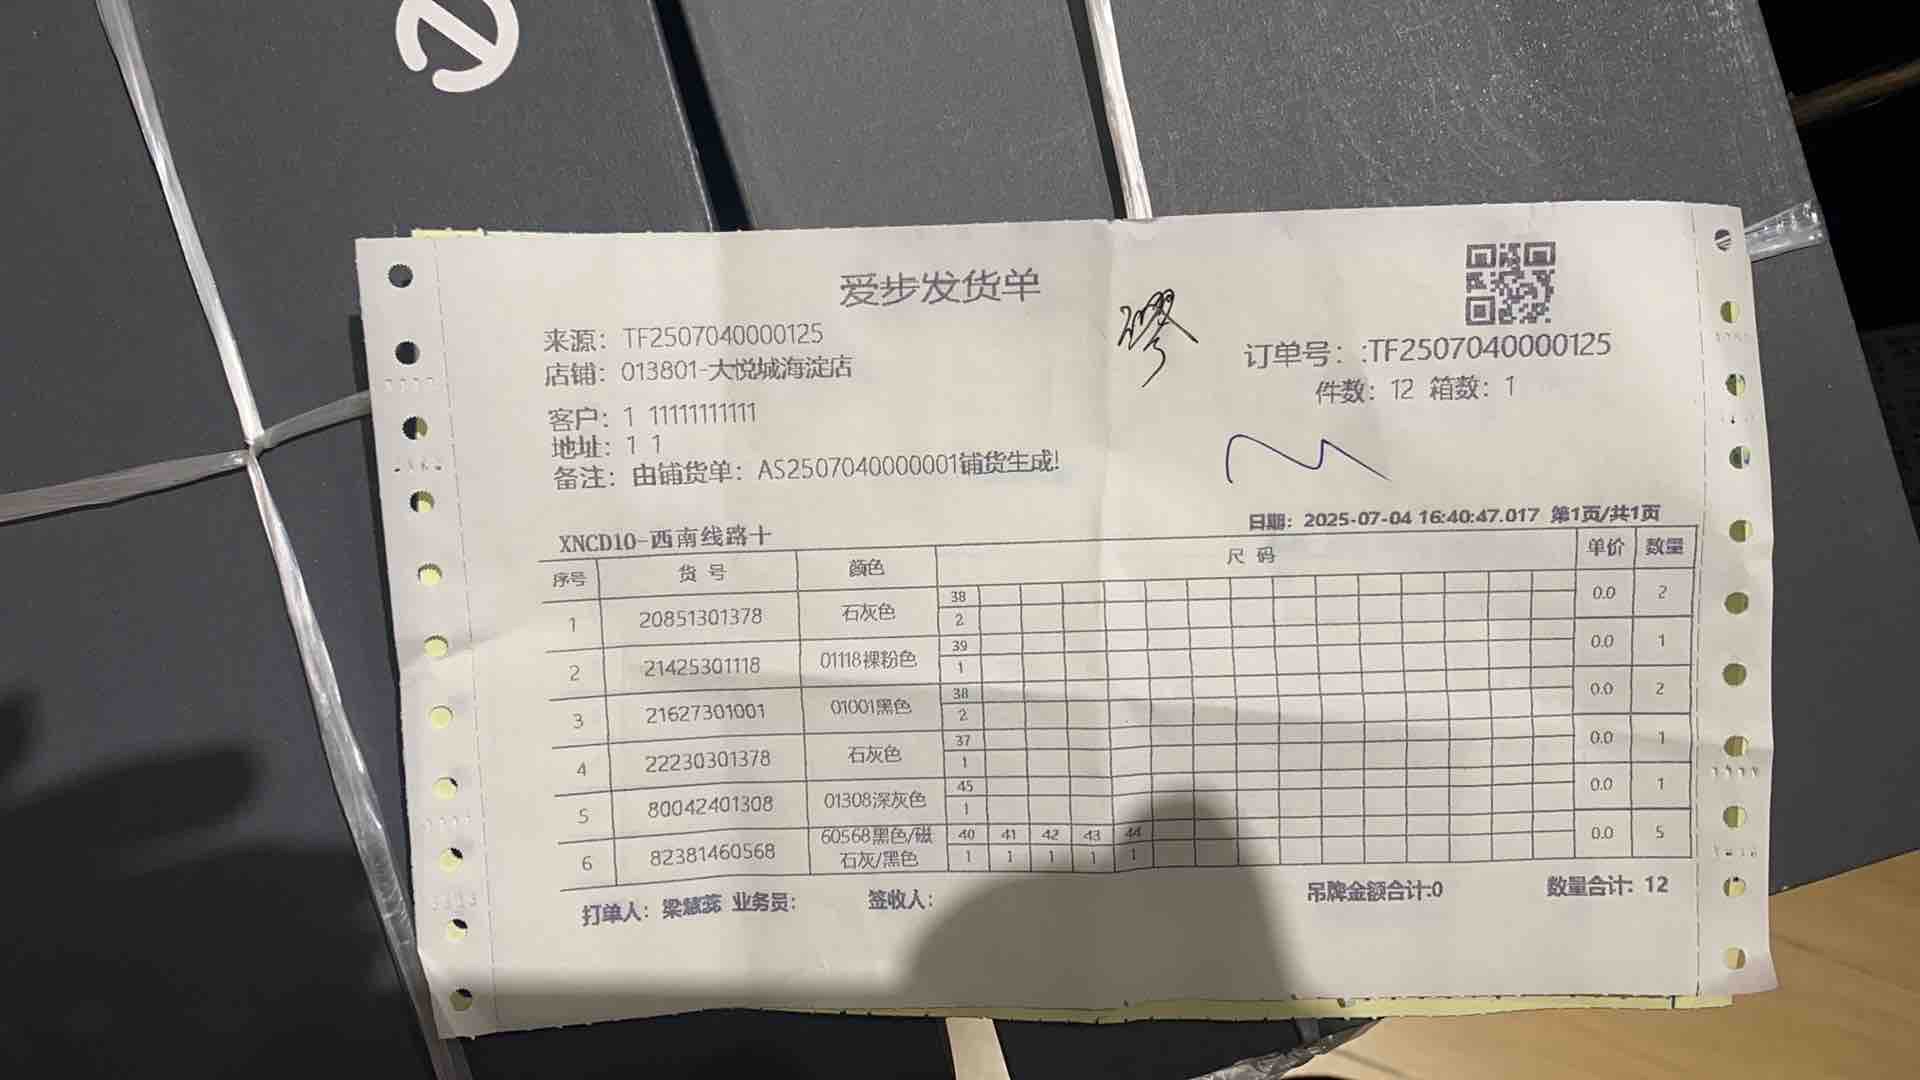 爱步发货单
来源：TF2507040000125
店铺：013801-大悦城海淀店
订单号：:TF2507040000125
件数：12 箱数：1
客户：1 11111111111
地址：1 1
备注：由铺货单：AS2507040000001铺货生成!
日期：2025-07-04 16:40:47.017 第1页/共1页
XNCD10-西南线路十
序号 货号 颜色 尺码 单价 数量
38
1 20851301378 石灰色 2 0.0 2
39
2 21425301118 01118裸粉色 1 0.0 1
38
3 21627301001 01001黑色 2 0.0 2
37
4 22230301378 石灰色 1 0.0 1
45
5 80042401308 01308深灰色 1 0.0 1
60568黑色/磁 40 41 42 43 44
6 82381460568 石灰/黑色 1 1 1 1 1 0.0 5
打单人：梁慧蕊 业务员： 签收人： 吊牌金额合计:0 数量合计：12